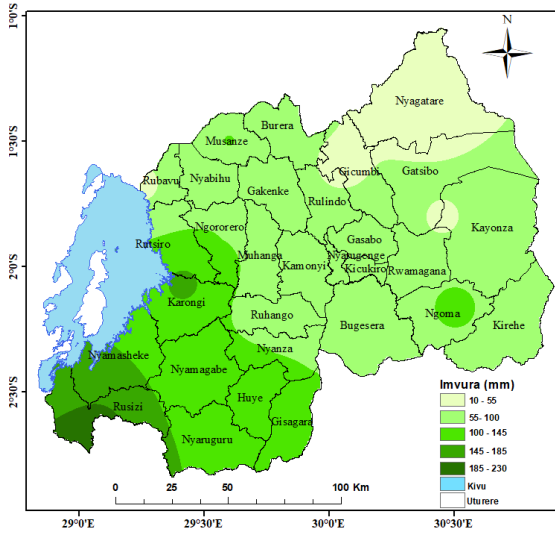 1°0'S
N
Nyagatare
Burera
Musanze
1°30'S
Gicumbi
Gatsibo
Rubavu
Nyabihu
Gakenke
Rulindo
Kayonza
Ngororero
Gasabo
Rutsiro
Muhanga
Nyarugenge
2°0'S
Kamonyi
Kicukiro
Rwamagana
Karongi
Ruhango
Bugesera
Ngoma
Kirehe
Nyamasheke
Nyanza
Nyamagabe
2°30'S
Rusizi
Huye
Gisagara
Nyaruguru
Imvura (mm)
10 - 55
55- 100
100 - 145
145 - 185
185 - 230
Kivu
Uturere
0 25 50 100 Km
29°0'E 29°30'E 30°0'E 30°30'E